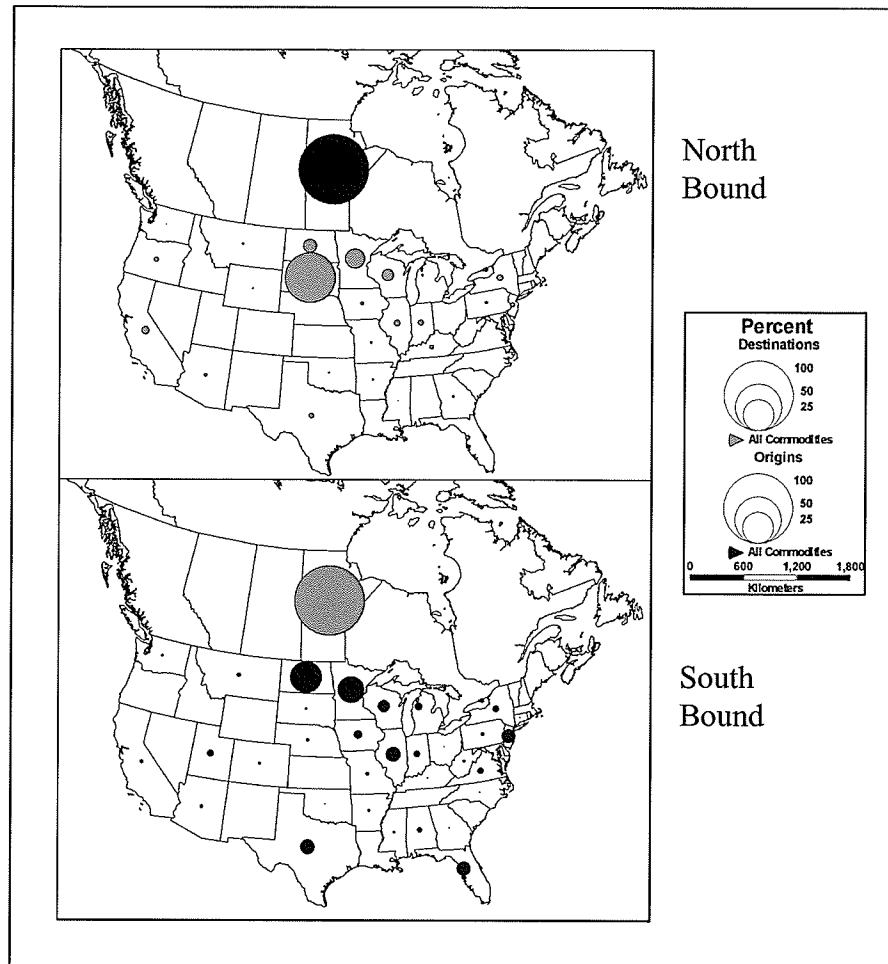 North
Bound
Percent
Destinations
100
50
25
All Commodities
Origins
100
50
25
All Commodities
0 600 1,200 1,800
Kilometers
South
Bound